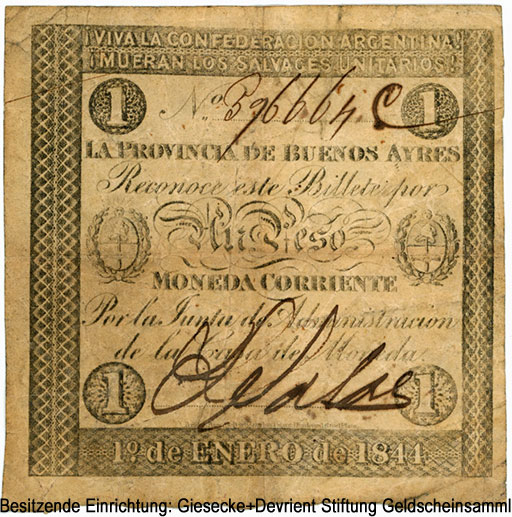 ¡VIVA LA CONFEDERACION ARGENTINA!
¡MUERAN LOS SALVAGES UNITARIOS!
1 Nº 596664 C 1
LA PROVINCIA DE BUENOS AYRES
Reconoce este Billete por
Un Peso
MONEDA CORRIENTE
Por la Junta de Administracion
de la Casa de Moneda.
1 1
1º de ENERO de 1844
Besitzende Einrichtung: Giesecke+Devrient Stiftung Geldscheinsamml